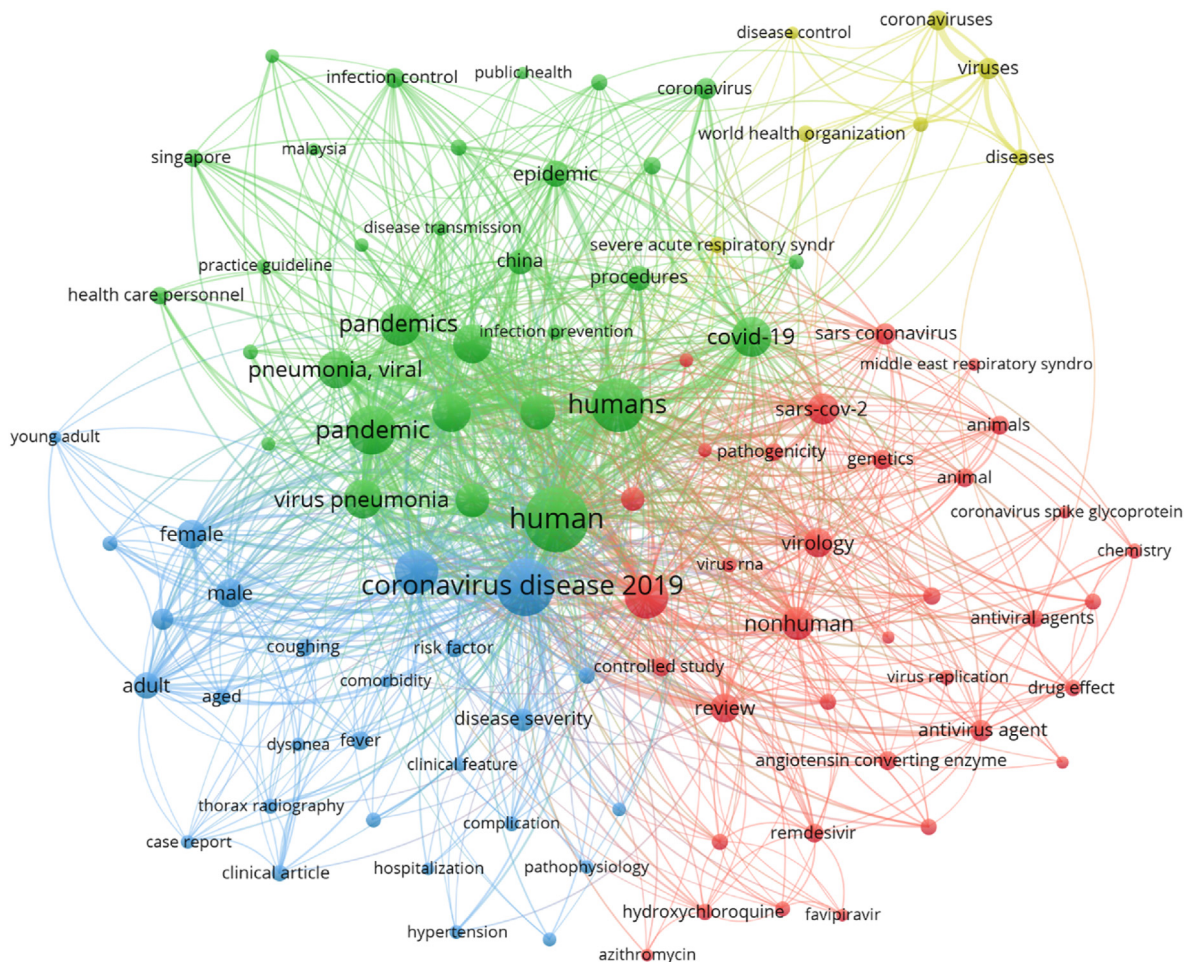 coronaviruses
disease control
viruses
public health
infection control
coronavirus
world health organization
malaysia
singapore
diseases
epidemic
disease transmission
severe acute respiratory syndr
china
practice guideline
procedures
health care personnel
pandemics
infection prevention
covid-19
sars coronavirus
middle east respiratory syndro
pneumonia, viral
humans
sars-cov-2
animals
pandemic
young adult
pathogenicity
genetics
animal
virus pneumonia
coronavirus spike glycoprotein
human
female
virology
chemistry
virus rna
coronavirus disease 2019
male
antiviral agents
nonhuman
coughing
risk factor
controlled study
comorbidity
virus replication
adult
aged
drug effect
review
disease severity
antivirus agent
dyspnea
fever
angiotensin converting enzyme
clinical feature
thorax radiography
complication
remdesivir
case report
clinical article
hospitalization
pathophysiology
hydroxychloroquine
favipiravir
hypertension
azithromycin